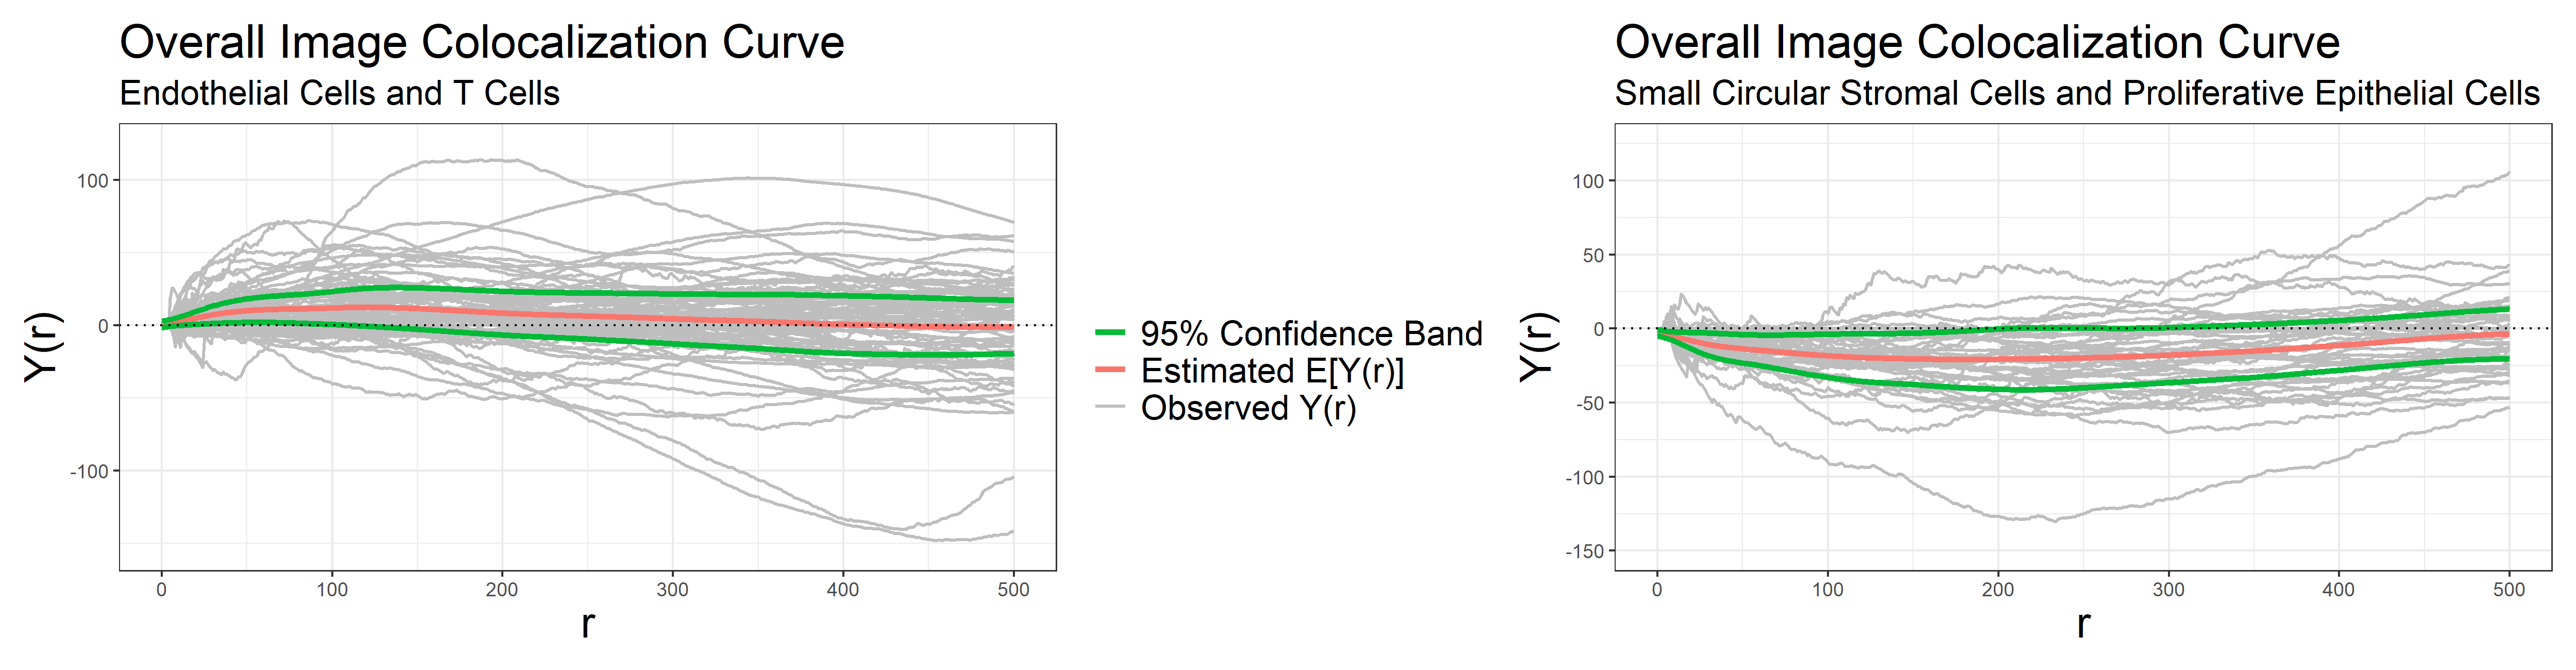 Overall Image Colocalization Curve
Endothelial Cells and T Cells
Y(r)
100
0
-100
0 100 200 300 400 500
r
95% Confidence Band
Estimated E[Y(r)]
Observed Y(r)
Overall Image Colocalization Curve
Small Circular Stromal Cells and Proliferative Epithelial Cells
Y(r)
100
50
0
-50
-100
-150
0 100 200 300 400 500
r